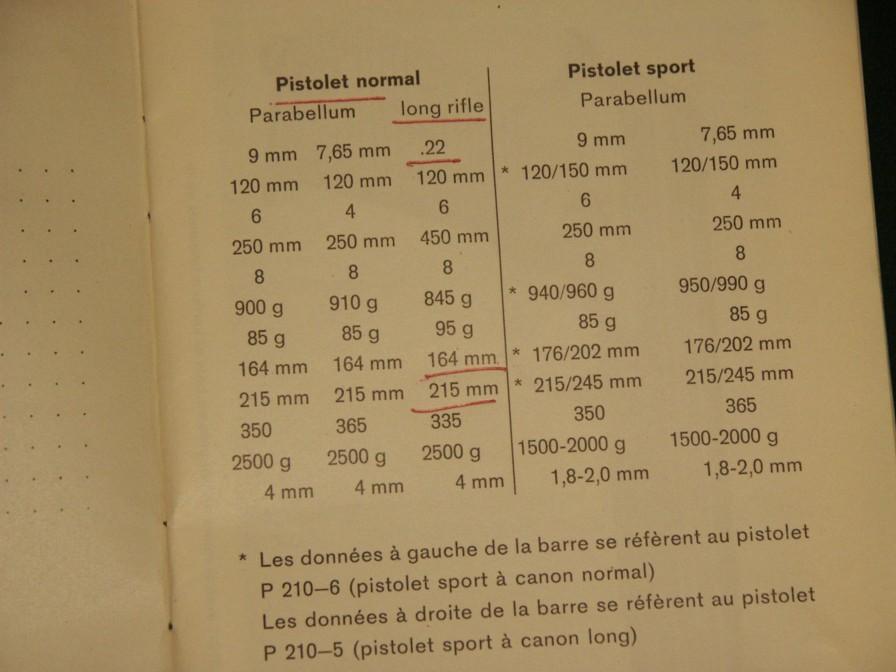 Pistolet normal Pistolet sport
Parabellum long rifle Parabellum
9 mm 7,65 mm .22 9 mm 7,65 mm
120 mm 120 mm 120 mm * 120/150 mm 120/150 mm
6 4 6 6 4
250 mm 250 mm 450 mm 250 mm 250 mm
8 8 8 8 8
900 g 910 g 845 g * 940/960 g 950/990 g
85 g 85 g 95 g 85 g 85 g
164 mm 164 mm 164 mm * 176/202 mm 176/202 mm
215 mm 215 mm 215 mm * 215/245 mm 215/245 mm
350 365 335 350 365
2500 g 2500 g 2500 g 1500-2000 g 1500-2000 g
4 mm 4 mm 4 mm 1,8-2,0 mm 1,8-2,0 mm
* Les données à gauche de la barre se réfèrent au pistolet
P 210–6 (pistolet sport à canon normal)
Les données à droite de la barre se réfèrent au pistolet
P 210–5 (pistolet sport à canon long)